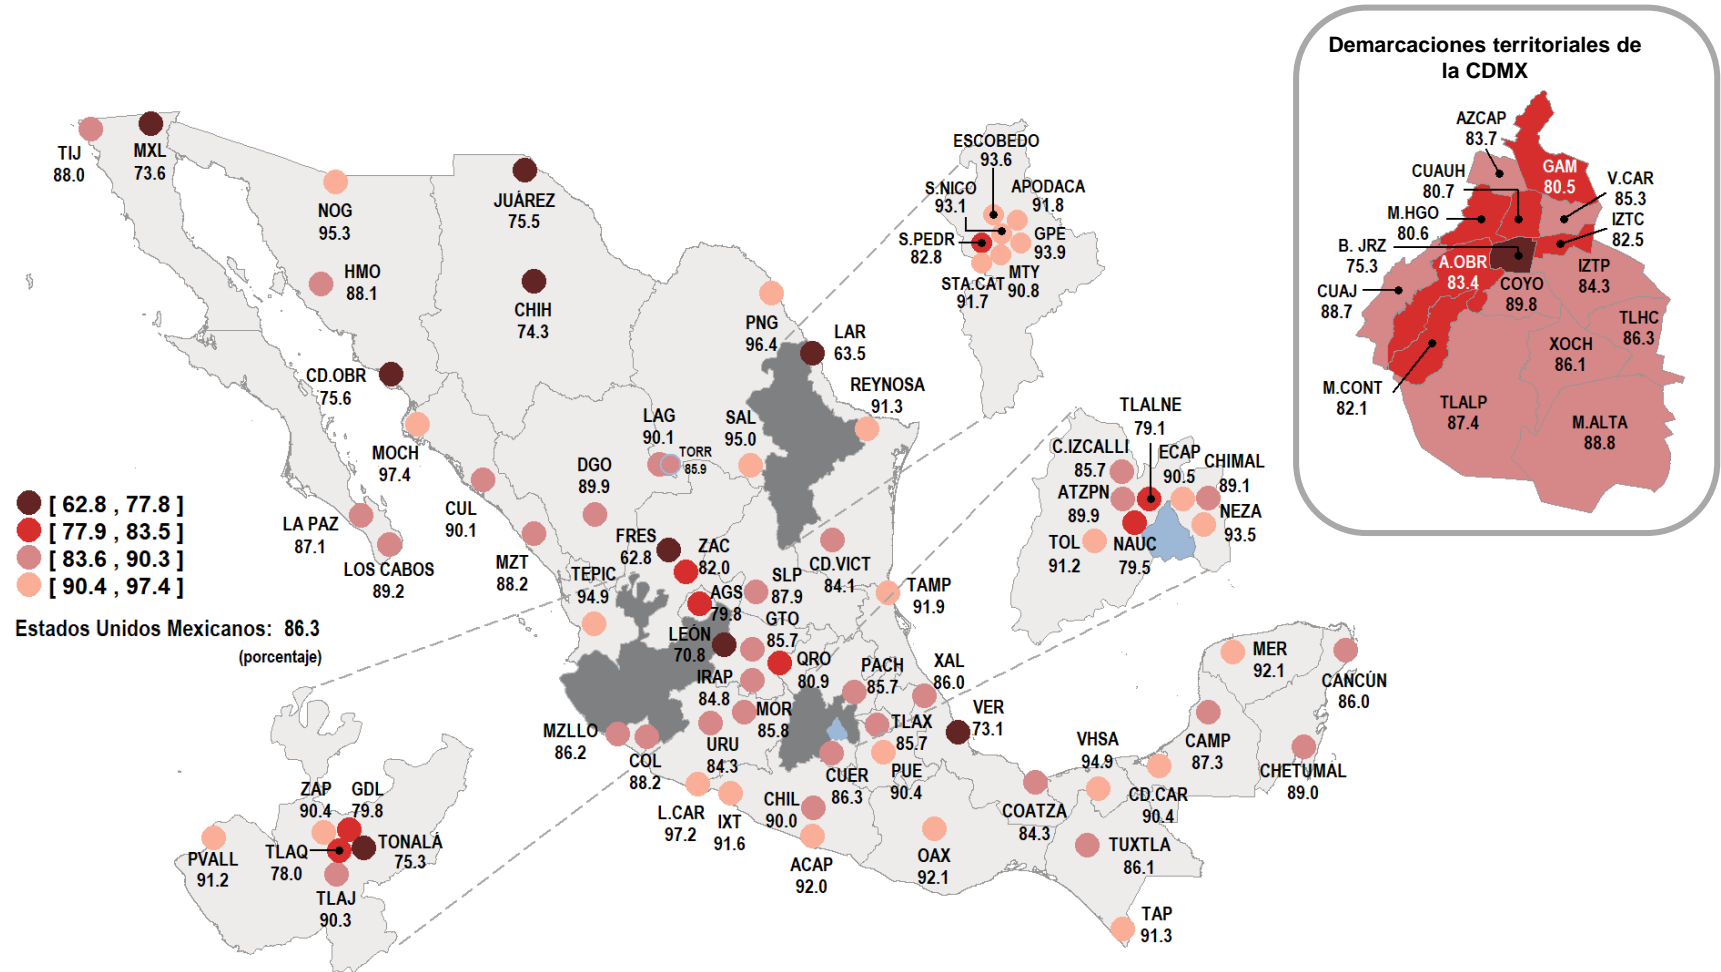 Demarcaciones territoriales de
la CDMX
AZCAP
83.7
CUAUH
80.7
GAM
80.5
V.CAR
85.3
M.HGO
80.6
IZTC
82.5
B. JRZ
75.3
A.OBR
83.4
COYO
89.8
IZTP
84.3
CUAJ
88.7
TLHC
86.3
XOCH
86.1
M.CONT
82.1
TLALP
87.4
M.ALTA
88.8
TIJ
88.0
MXL
73.6
NOG
95.3
JUÁREZ
75.5
HMO
88.1
CHIH
74.3
CD.OBR
75.6
MOCH
97.4
ESCOBEDO
93.6
S.NICO
93.1
APODACA
91.8
S.PEDR
82.8
GPE
93.9
STA.CAT
91.7
MTY
90.8
PNG
96.4
LAR
63.5
REYNOSA
91.3
LAG
90.1
TORR
85.9
SAL
95.0
DGO
89.9
CUL
90.1
LA PAZ
87.1
LOS CABOS
89.2
MZT
88.2
TLALNE
79.1
C.IZCALLI
85.7
ECAP
90.5
CHIMAL
89.1
ATZPN
89.9
NEZA
93.5
TOL
91.2
NAUC
79.5
[ 62.8 , 77.8 ]
[ 77.9 , 83.5 ]
[ 83.6 , 90.3 ]
[ 90.4 , 97.4 ]
Estados Unidos Mexicanos: 86.3
(porcentaje)
FRES
62.8
ZAC
82.0
TEPIC
94.9
AGS
79.8
SLP
87.9
CD.VICT
84.1
TAMP
91.9
LEÓN
70.8
GTO
85.7
QRO
80.9
IRAP
84.8
PACH
85.7
XAL
86.0
MOR
85.8
MZLLO
86.2
COL
88.2
URU
84.3
TLAX
85.7
VER
73.1
CUER
86.3
PUE
90.4
L.CAR
97.2
IXT
91.6
CHIL
90.0
ACAP
92.0
OAX
92.1
COATZA
84.3
VHSA
94.9
CD.CAR
90.4
CAMP
87.3
MER
92.1
CANCÚN
86.0
CHETUMAL
89.0
TUXTLA
86.1
TAP
91.3
ZAP
90.4
GDL
79.8
PVALL
91.2
TLAQ
78.0
TONALÁ
75.3
TLAJ
90.3